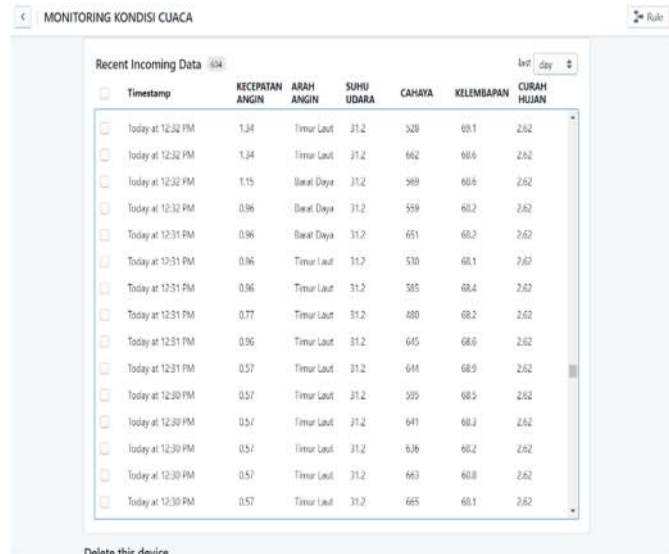 MONITORING KONDISI CUACA
Rule
Recent Incoming Data 604
last day
Timestamp KECEPATAN ANGIN ARAH ANGIN SUHU UDARA CAHAYA KELEMBAPAN CURAH HUJAN
Today at 12:32 PM 1.34 Timur Laut 31.2 528 69.1 2.62
Today at 12:32 PM 1.34 Timur Laut 31.2 662 68.6 2.62
Today at 12:32 PM 1.15 Barat Daya 31.2 569 68.6 2.62
Today at 12:32 PM 0.96 Barat Daya 31.2 559 68.2 2.62
Today at 12:31 PM 0.96 Barat Daya 31.2 651 68.2 2.62
Today at 12:31 PM 0.96 Timur Laut 31.2 530 68.1 2.62
Today at 12:31 PM 0.96 Timur Laut 31.2 585 68.4 2.62
Today at 12:31 PM 0.77 Timur Laut 31.2 480 68.2 2.62
Today at 12:31 PM 0.96 Timur Laut 31.2 645 68.6 2.62
Today at 12:31 PM 0.57 Timur Laut 31.2 644 68.9 2.62
Today at 12:30 PM 0.57 Timur Laut 31.2 595 68.5 2.62
Today at 12:30 PM 0.57 Timur Laut 31.2 641 68.3 2.62
Today at 12:30 PM 0.57 Timur Laut 31.2 636 68.2 2.62
Today at 12:30 PM 0.57 Timur Laut 31.2 663 68.8 2.62
Today at 12:30 PM 0.57 Timur Laut 31.2 665 68.1 2.62
Delete this device